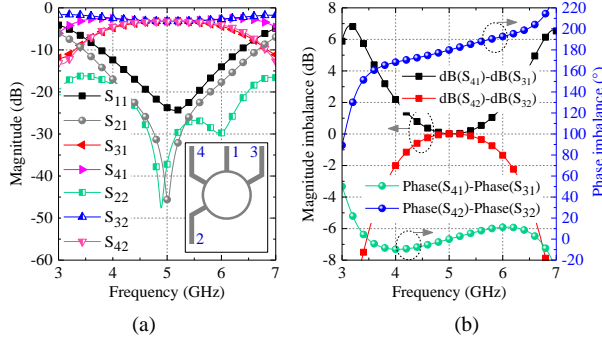 (a)
Magnitude (dB)
0
-10
-20
-30
-40
-50
-60
S11
S21
S31
S41
S22
S32
S42
4 1 3
2
3 4 5 6 7
Frequency (GHz)
(b)
Magnitude imbalance (dB)
8
6
4
2
0
-2
-4
-6
-8
dB(S41)-dB(S31)
dB(S42)-dB(S32)
Phase(S41)-Phase(S31)
Phase(S42)-Phase(S32)
3 4 5 6 7
Frequency (GHz)
220
200
180
160
140
120
100
80
60
40
20
0
-20
Phase imbalance (°)